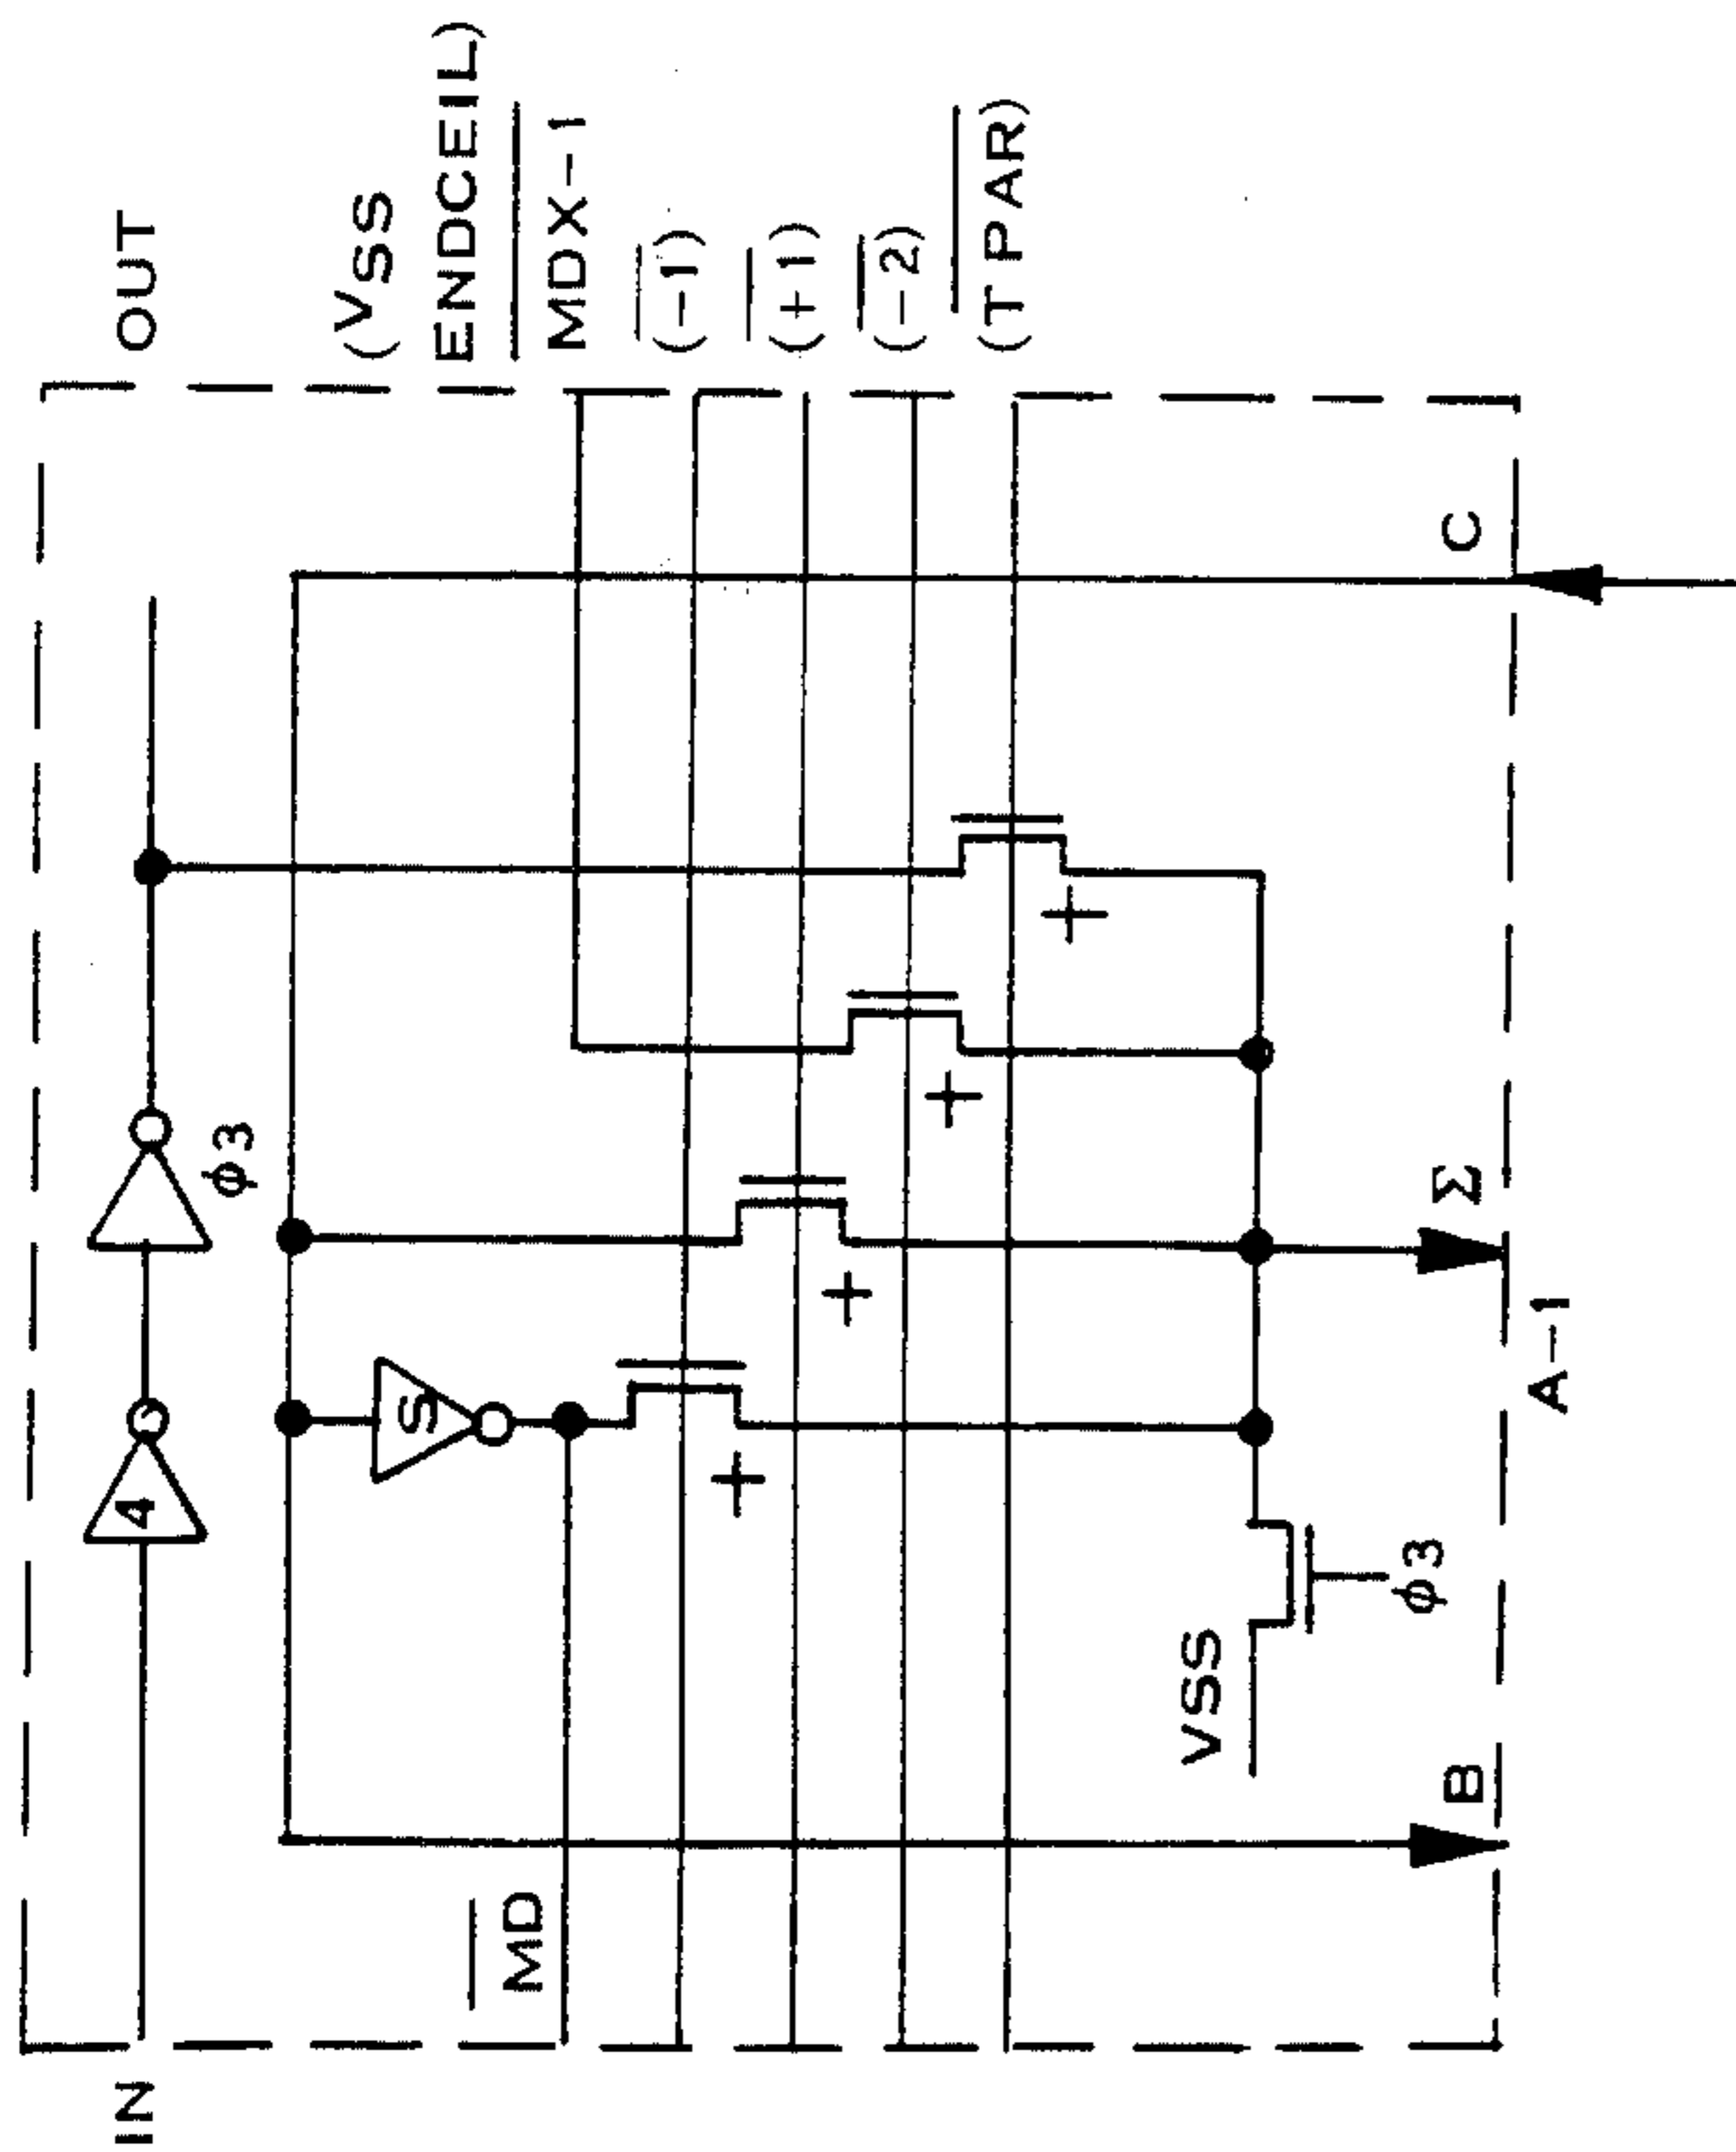 IN
4
ϕ3
OUT
(VSS
ENDCEIL)
S
MD
MDX-1
(-1)
(+1)
(-2)
(TPAR)
VSS
ϕ3
B
Σ
C
A-1